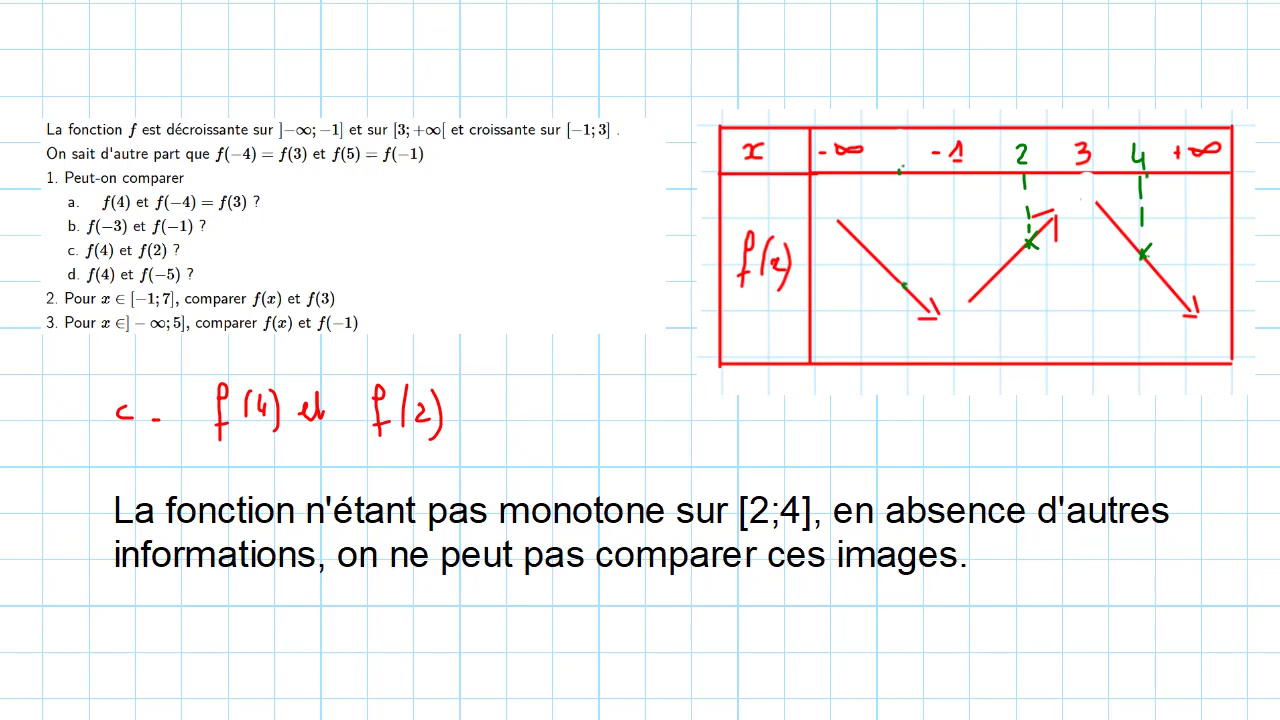 La fonction f est décroissante sur ]−∞; −1] et sur [3; +∞[ et croissante sur [−1; 3] .
On sait d'autre part que f(−4) = f(3) et f(5) = f(−1)
1. Peut-on comparer
a. f(4) et f(−4) = f(3) ?
b. f(−3) et f(−1) ?
c. f(4) et f(2) ?
d. f(4) et f(−5) ?
2. Pour x ∈ [−1; 7], comparer f(x) et f(3)
3. Pour x ∈] − ∞; 5], comparer f(x) et f(−1)
x -∞ -1 2 3 4 +∞
f(x)
c - f(4) et f(2)
La fonction n'étant pas monotone sur [2;4], en absence d'autres
informations, on ne peut pas comparer ces images.